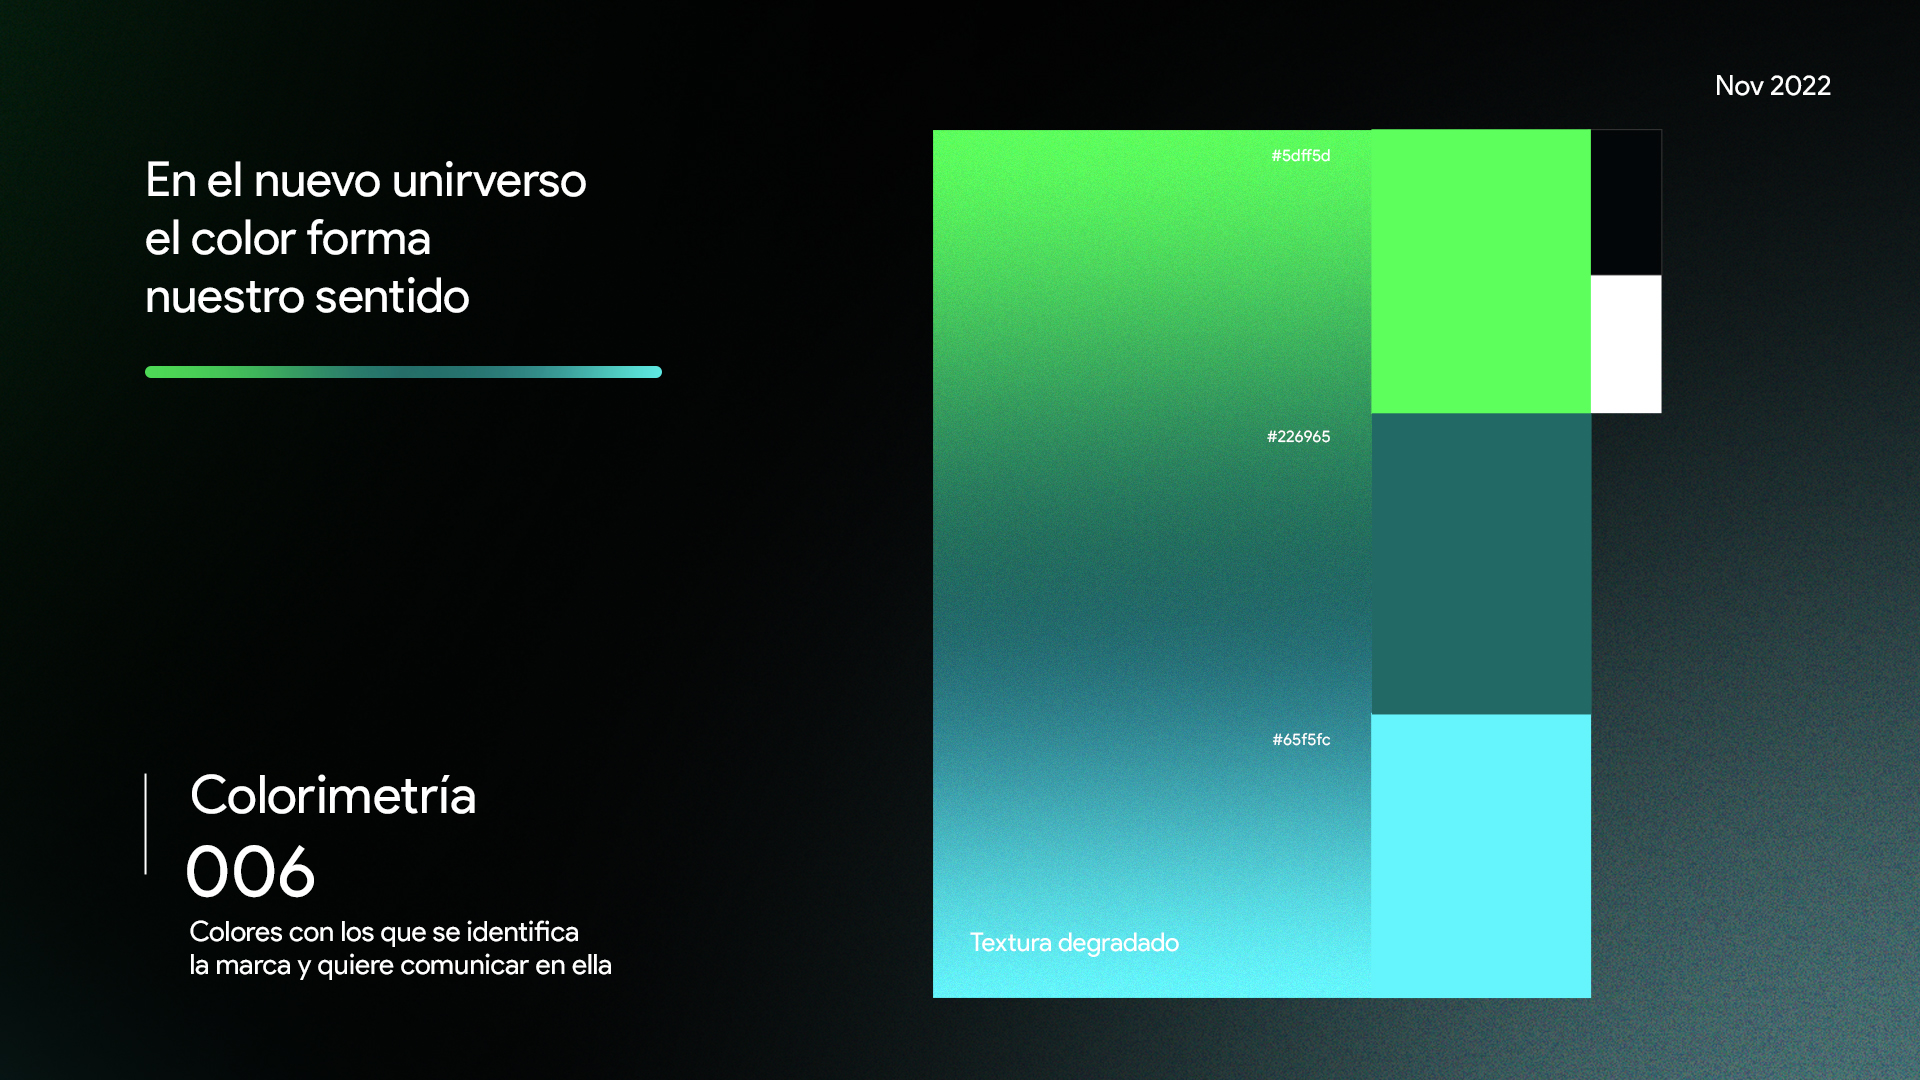 Nov 2022
En el nuevo unirverso
el color forma
nuestro sentido
#5dff5d
#226965
#65f5fc
Textura degradado
Colorimetría
006
Colores con los que se identifica
la marca y quiere comunicar en ella